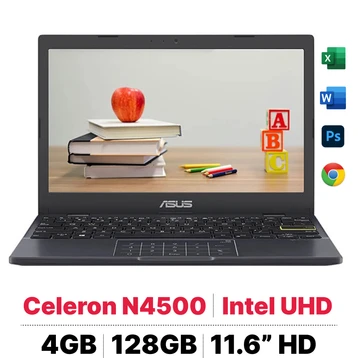 A
B
C
ASUS
Celeron N4500 | Intel UHD
4GB | 128GB | 11.6” HD